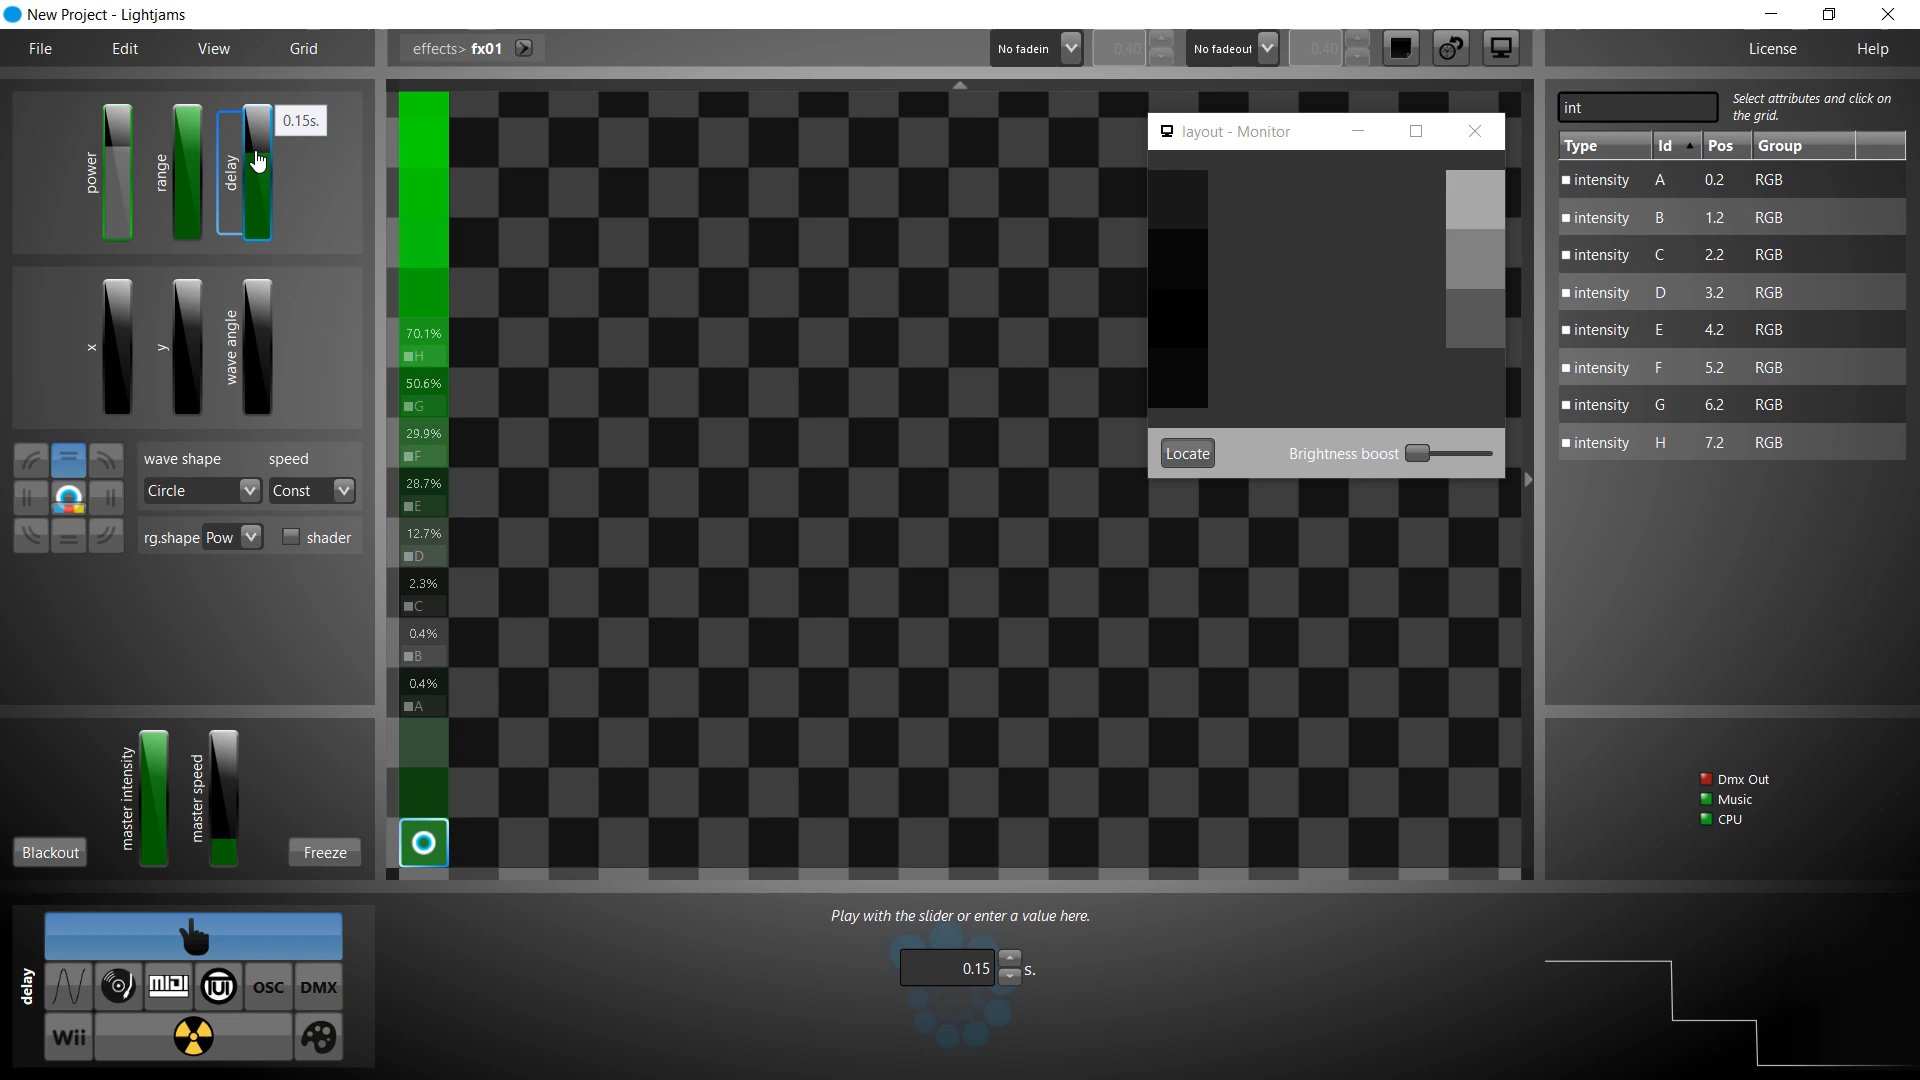 New Project - Lightjams
File Edit View Grid
effects> fx01
No fadein 0.40 No fadeout 0.40
License Help
power range delay 0.15s.
x y wave angle
wave shape speed
Circle Const
rg.shape Pow shader
master intensity master speed
Blackout Freeze
70.1%
H
50.6%
G
29.9%
F
28.7%
E
12.7%
D
2.3%
C
0.4%
B
0.4%
A
layout - Monitor
Locate Brightness boost
int
Select attributes and click on
the grid.
Type Id Pos Group
intensity A 0.2 RGB
intensity B 1.2 RGB
intensity C 2.2 RGB
intensity D 3.2 RGB
intensity E 4.2 RGB
intensity F 5.2 RGB
intensity G 6.2 RGB
intensity H 7.2 RGB
Dmx Out
Music
CPU
delay
MIDI OSC DMX
Wii
Play with the slider or enter a value here.
0.15 s.